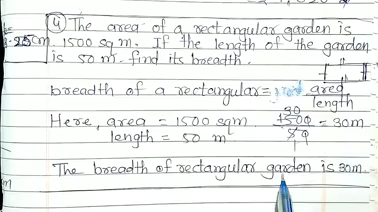 4) The area of a rectangular garden is
1500 sq m. If the length of the garden
is 50 m. find its breadth.
breadth of a rectangular = area / length
Here, area = 1500 sqm 1500 / 50 = 30m
30
length = 50 m
The breadth of rectangular garden is 30m